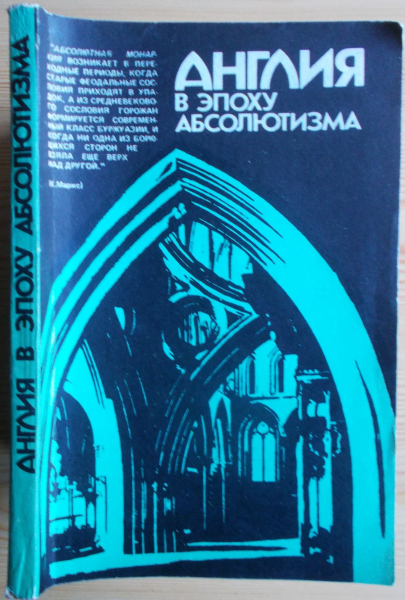 АНГЛИЯ В ЭПОХУ АБСОЛЮТИЗМА
"АБСОЛЮТНАЯ МОНАР-
ХИЯ ВОЗНИКАЕТ В ПЕРЕ-
ХОДНЫЕ ПЕРИОДЫ, КОГДА
СТАРЫЕ ФЕОДАЛЬНЫЕ СОС-
ЛОВИЯ ПРИХОДЯТ В УПА-
ДОК, А ИЗ СРЕДНЕВЕКОВО-
ГО СОСЛОВИЯ ГОРОЖАН
ФОРМИРУЕТСЯ СОВРЕМЕН-
НЫЙ КЛАСС БУРЖУАЗИИ, И
КОГДА НИ ОДНА ИЗ БОРЮ-
ЩИХСЯ СТОРОН НЕ
ВЗЯЛА ЕЩЕ ВЕРХ
НАД ДРУГОЙ."
(К.Маркс)
АНГЛИЯ
В ЭПОХУ
АБСОЛЮТИЗМА